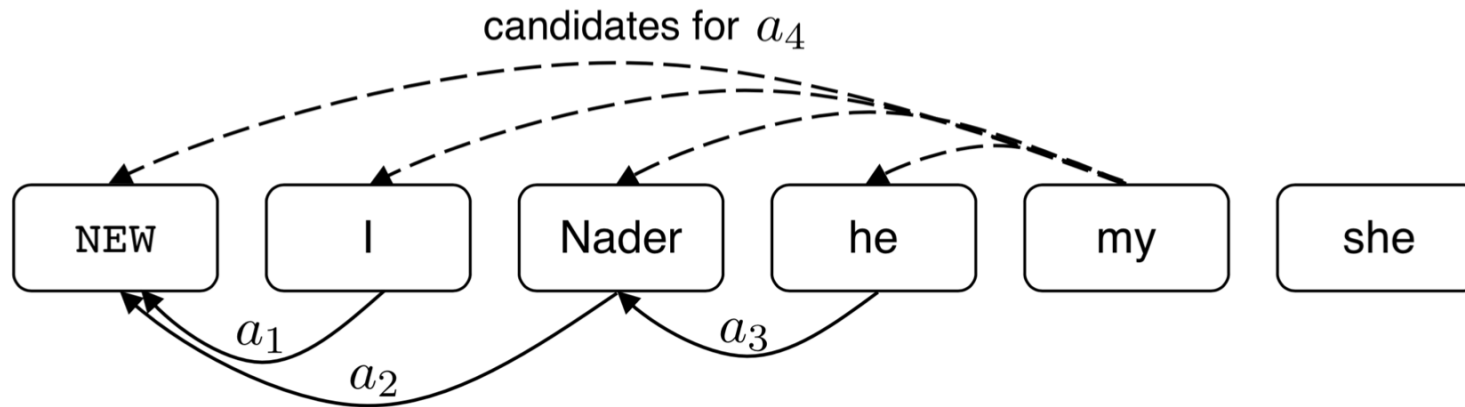 candidates for a₄
NEW I Nader he my she
a₁ a₃
a₂